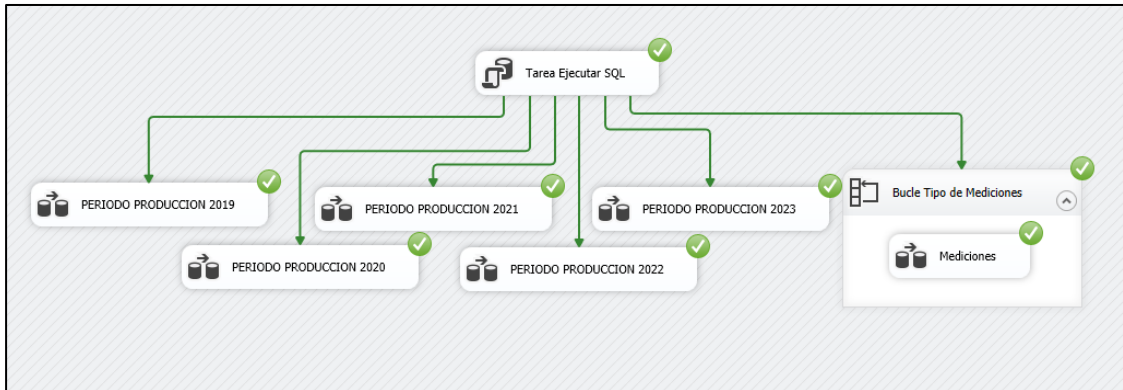 Tarea Ejecutar SQL
PERIODO PRODUCCION 2019
PERIODO PRODUCCION 2021
PERIODO PRODUCCION 2023
Bucle Tipo de Mediciones
PERIODO PRODUCCION 2020
PERIODO PRODUCCION 2022
Mediciones